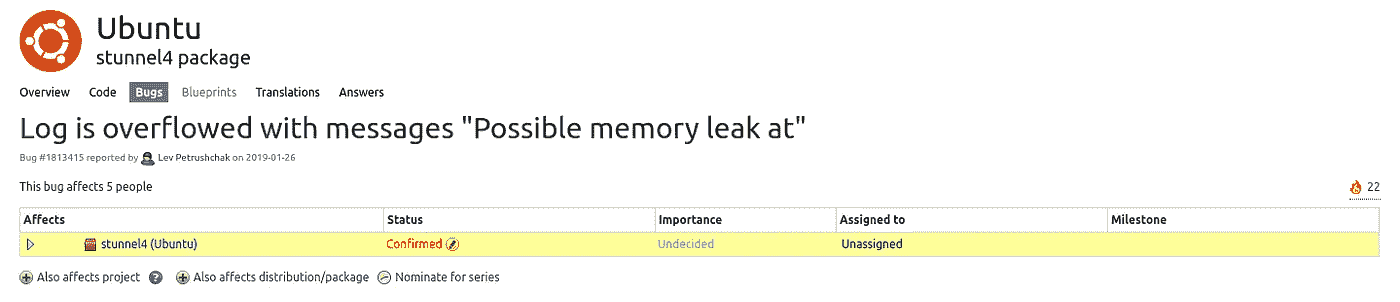 Ubuntu
stunnel4 package
Overview Code Bugs Blueprints Translations Answers
Log is overflowed with messages "Possible memory leak at"
Bug #1813415 reported by Lev Petrushchak on 2019-01-26
This bug affects 5 people 22
Affects Status Importance Assigned to Milestone
stunnel4 (Ubuntu) Confirmed Undecided Unassigned
Also affects project ? Also affects distribution/package Nominate for series